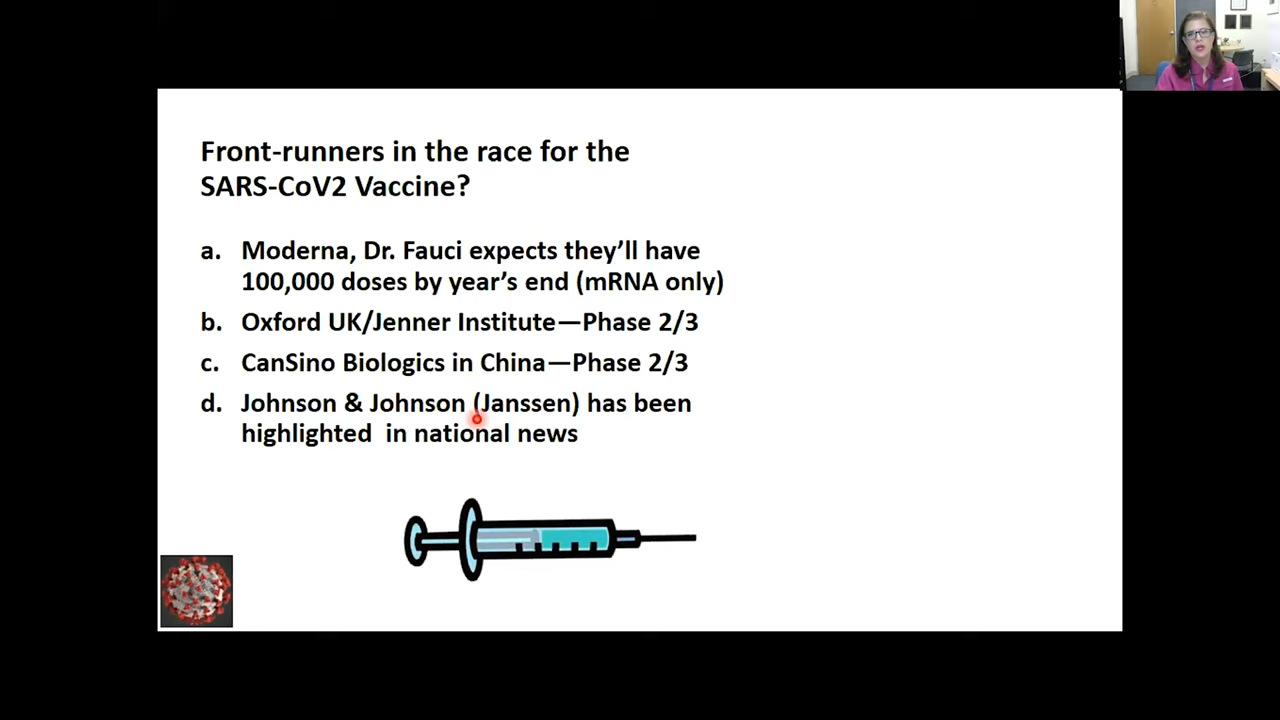 Front-runners in the race for the
SARS-CoV2 Vaccine?
a. Moderna, Dr. Fauci expects they’ll have
100,000 doses by year’s end (mRNA only)
b. Oxford UK/Jenner Institute—Phase 2/3
c. CanSino Biologics in China—Phase 2/3
d. Johnson & Johnson (Janssen) has been
highlighted  in national news